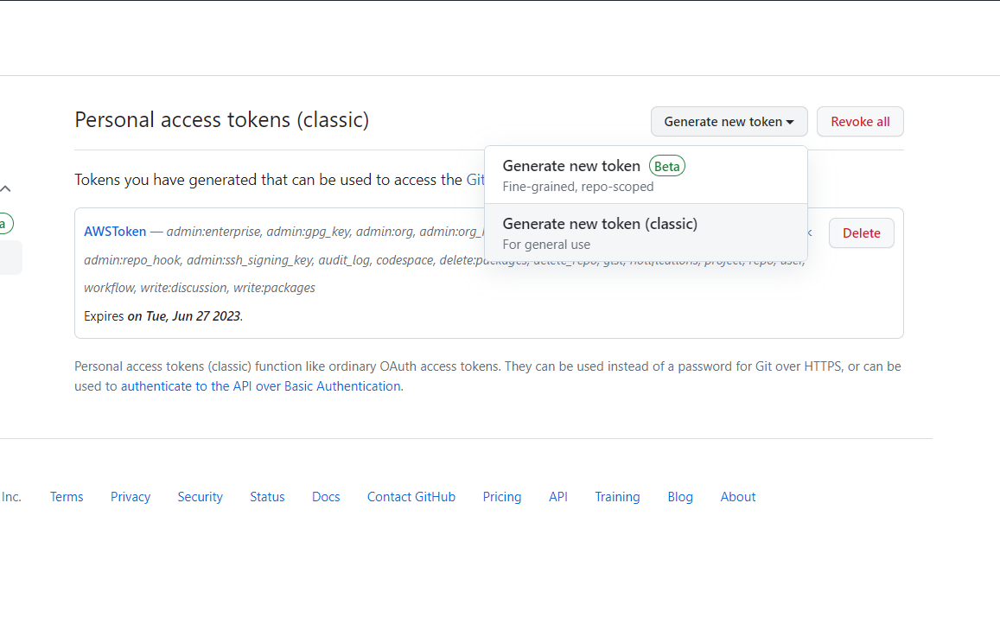 Personal access tokens (classic)
Generate new token
Revoke all
Generate new token Beta
Fine-grained, repo-scoped
Generate new token (classic)
For general use
Tokens you have generated that can be used to access the Git
a
AWSToken — admin:enterprise, admin:gpg_key, admin:org, admin:org_
Delete
admin:repo_hook, admin:ssh_signing_key, audit_log, codespace, delete:packages, delete_repo, gist, notifications, project, repo, user,
workflow, write:discussion, write:packages
Expires on Tue, Jun 27 2023.
Personal access tokens (classic) function like ordinary OAuth access tokens. They can be used instead of a password for Git over HTTPS, or can be
used to authenticate to the API over Basic Authentication.
Inc. Terms Privacy Security Status Docs Contact GitHub Pricing API Training Blog About